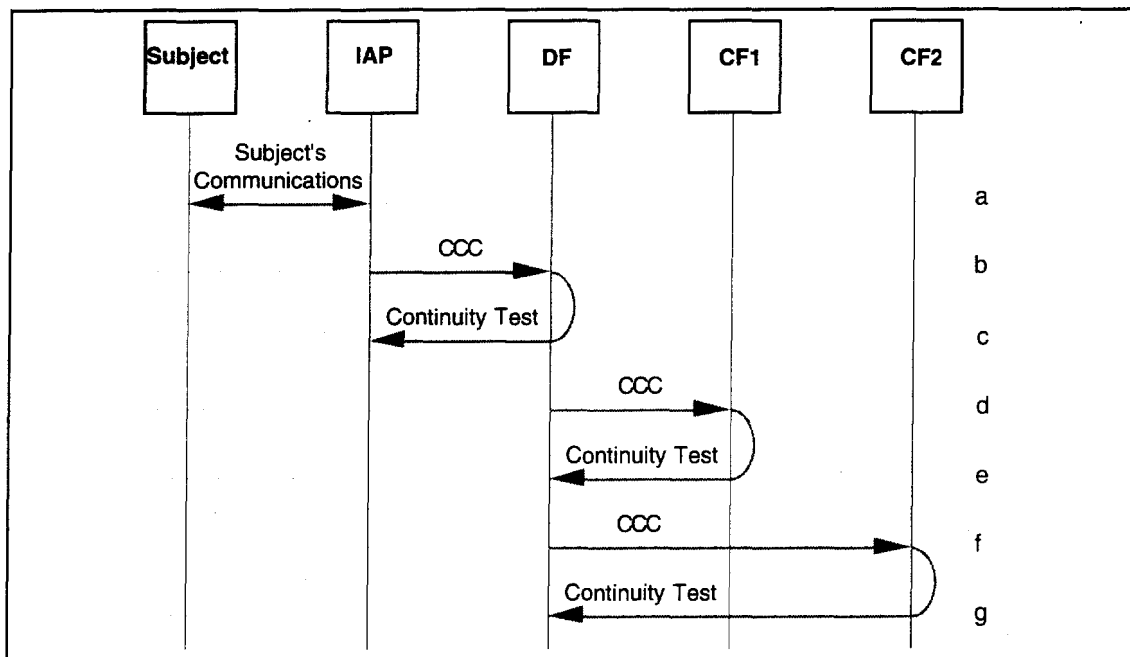 Subject IAP DF CF1 CF2
Subject's
Communications
a
CCC
b
Continuity Test
c
CCC
d
Continuity Test
e
CCC
f
Continuity Test
g